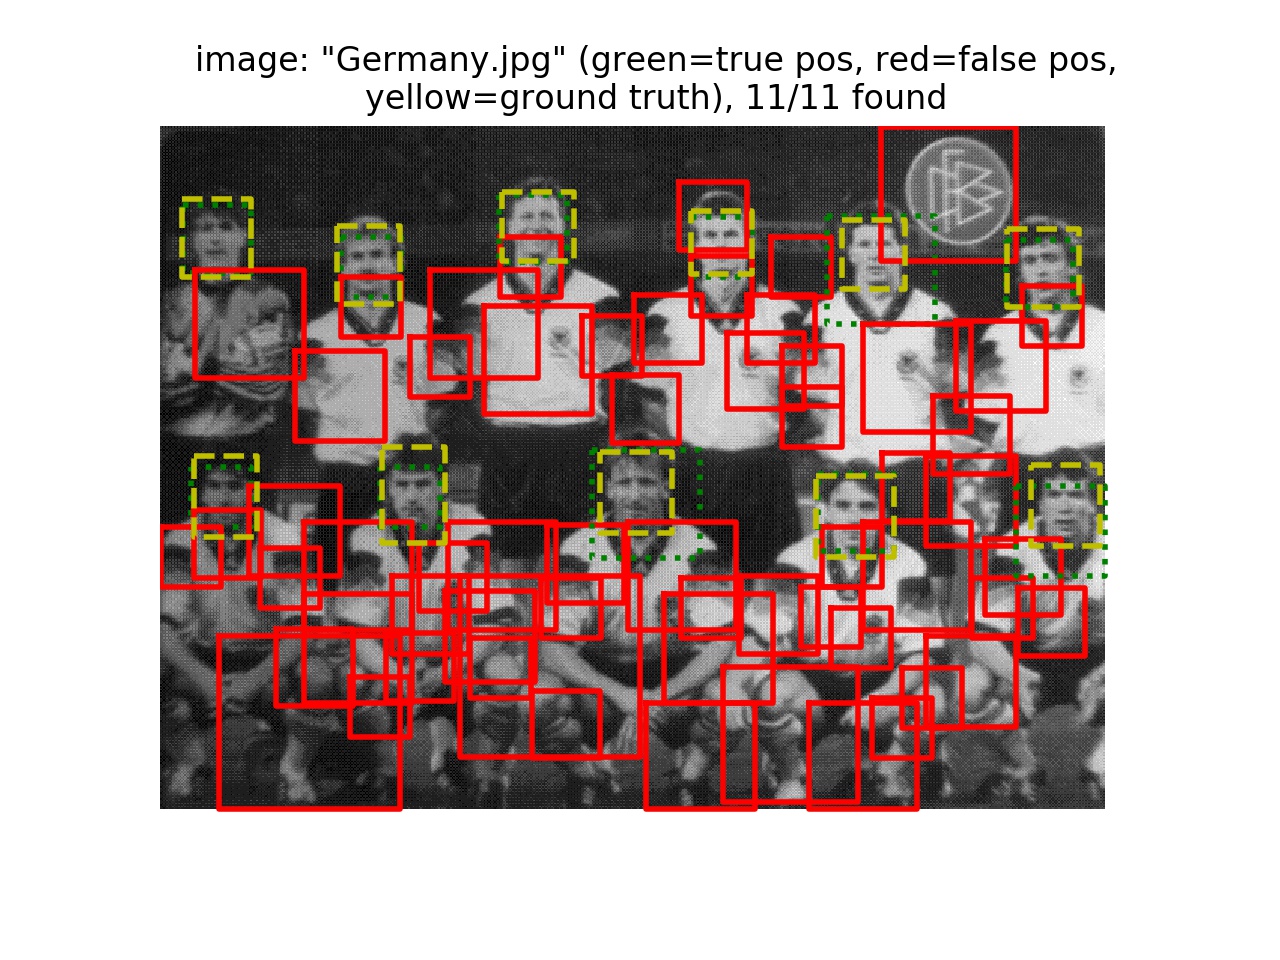 image: "Germany.jpg" (green=true pos, red=false pos,
yellow=ground truth), 11/11 found